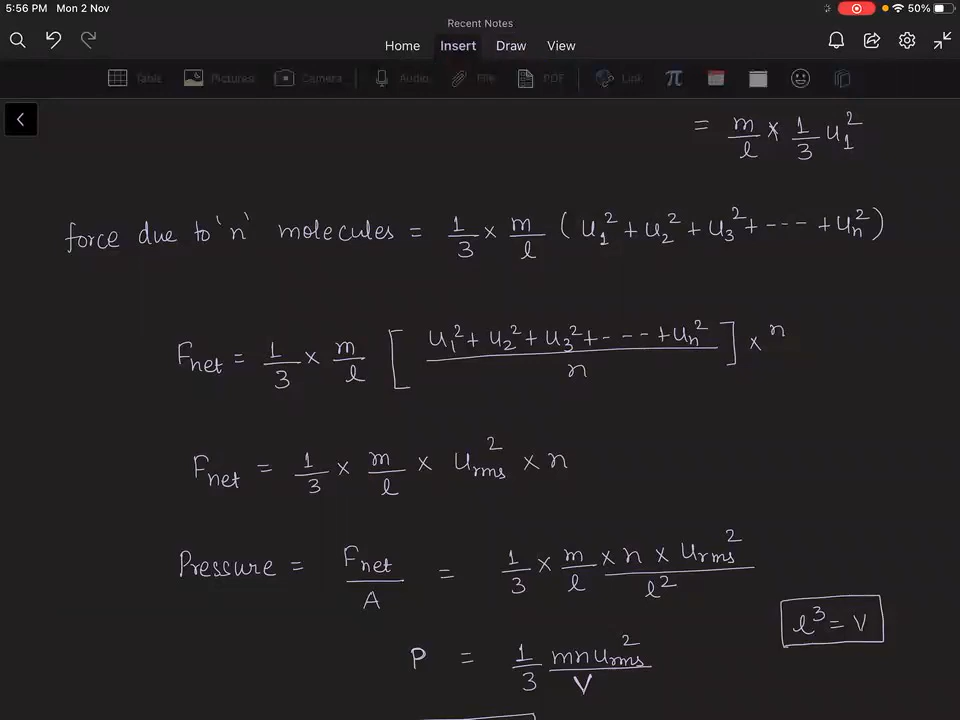 5:56 PM Mon 2 Nov 50%
Recent Notes
Home Insert Draw View
Table Pictures Camera Audio File PDF Link
= m/l × 1/3 u₁²
force due to 'n' molecules = 1/3 × m/l (u₁² + u₂² + u₃² + ---- + uₙ²)
Fnet = 1/3 × m/l [ (u₁² + u₂² + u₃² + ---- + uₙ²)/n ] × n
Fnet = 1/3 × m/l × urms² × n
Pressure = Fnet/A = 1/3 × m/l × n × urms²/l²
l³ = V
P = 1/3 mnurms²/V